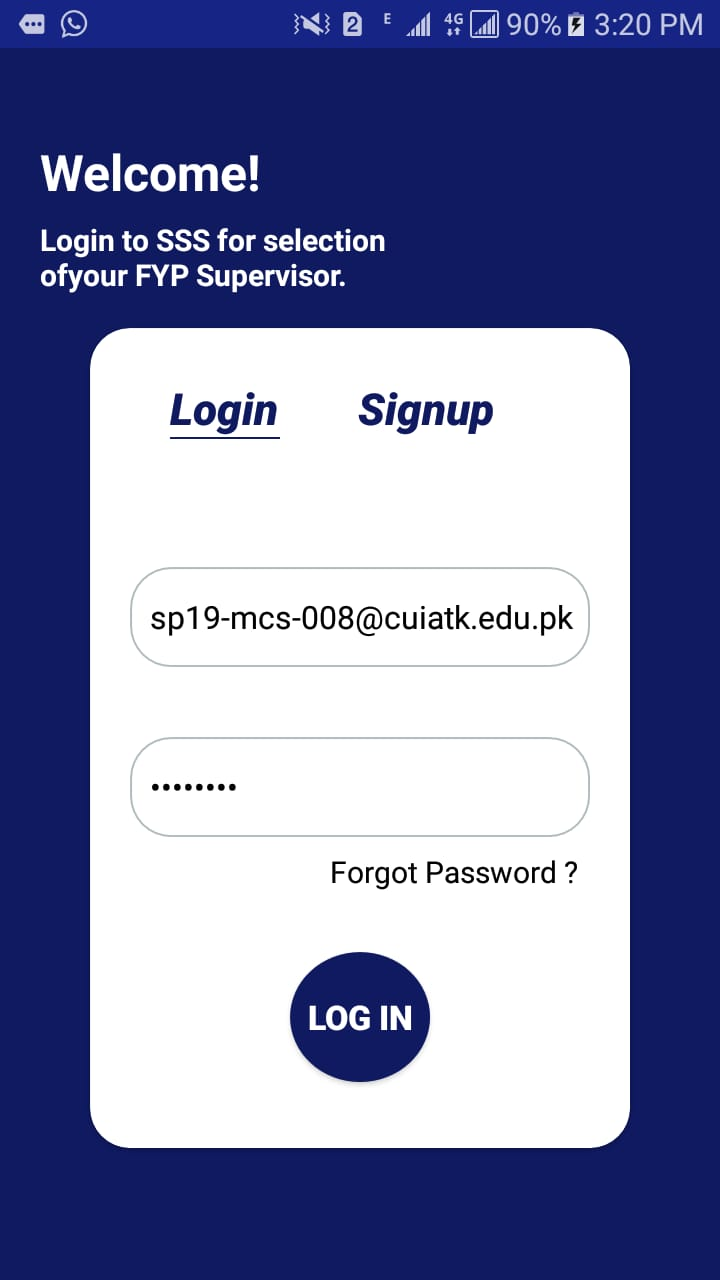 2 E 4G 90% 3:20 PM
Welcome!
Login to SSS for selection
ofyour FYP Supervisor.
Login Signup
sp19-mcs-008@cuiatk.edu.pk
••••••••
Forgot Password ?
LOG IN